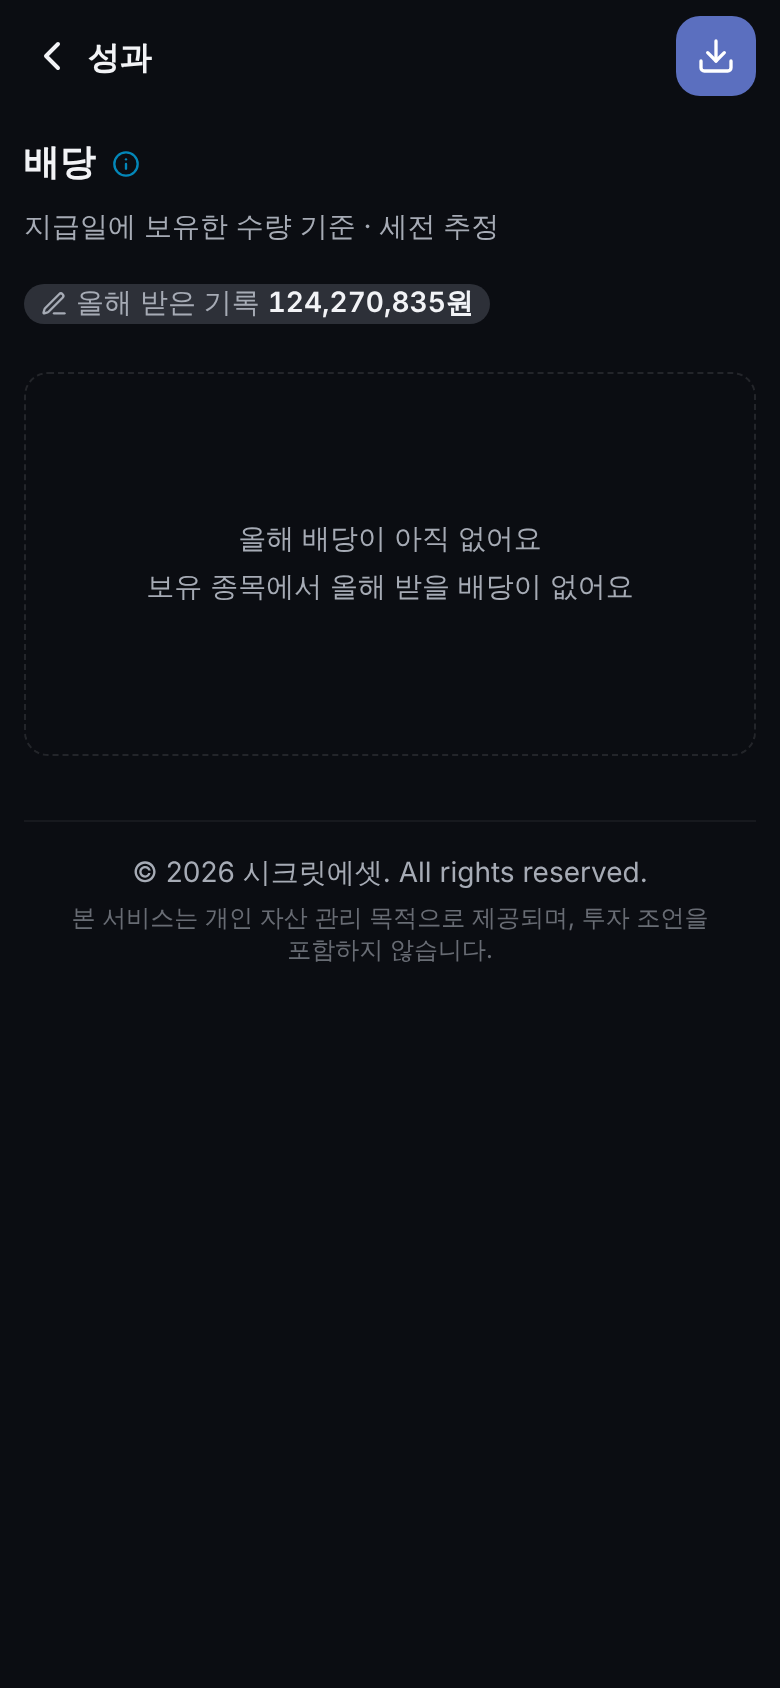 성과
배당
지급일에 보유한 수량 기준 · 세전 추정
올해 받은 기록 124,270,835원
올해 배당이 아직 없어요
보유 종목에서 올해 받을 배당이 없어요
© 2026 시크릿에셋. All rights reserved.
본 서비스는 개인 자산 관리 목적으로 제공되며, 투자 조언을
포함하지 않습니다.